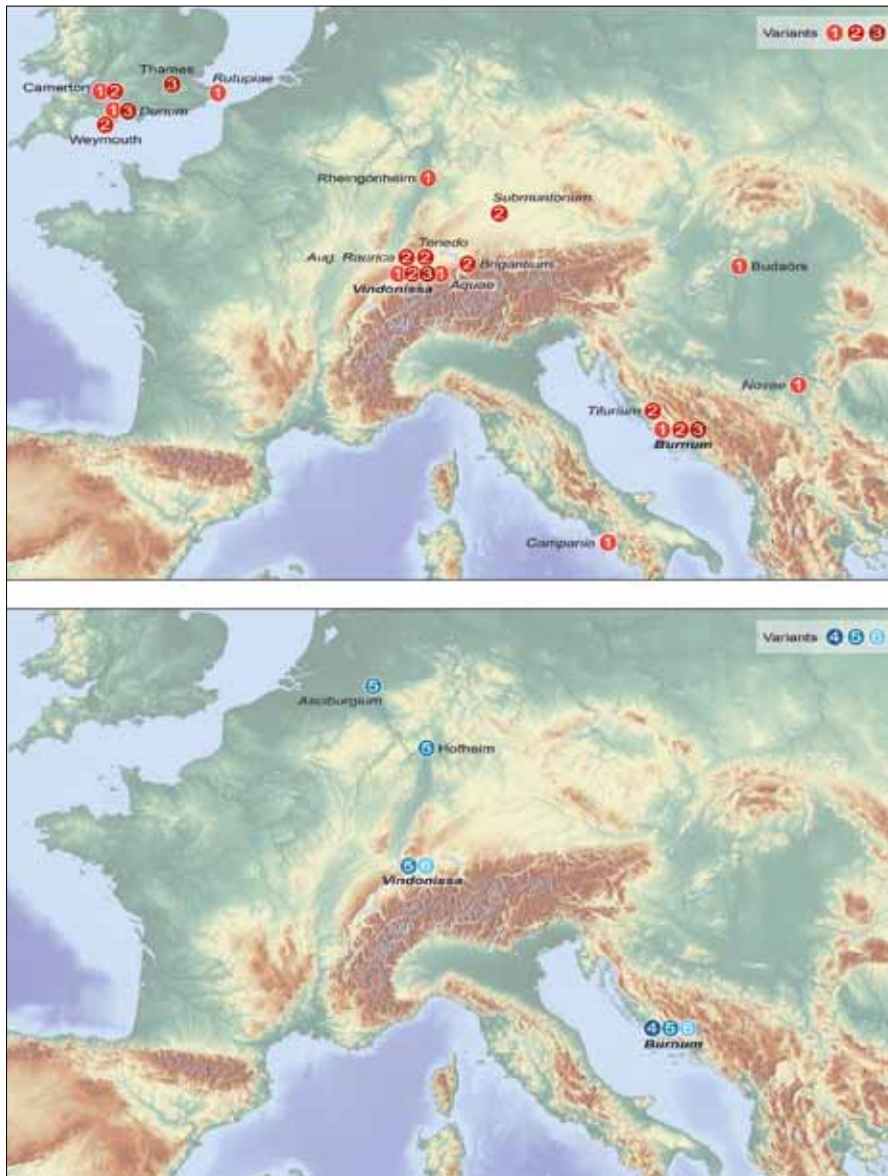 Variants 1 2 3
Thames
3
Rutupiae
1
Camerton 1 2
1 3 Dunum
2
Weymouth
Rheingönheim 1
Submuntorium
2
Tenedo
Aug. Raurica 2 2
2 Brigantium
1 2 3 1
Vindonissa Aquae
1 Budaörs
Novae 1
Tilurium 2
1 2 3
Burnum
Campania 1
Variants 4 5 6
5
Asciburgium
5 Hofheim
5 6
Vindonissa
4 5 6
Burnum